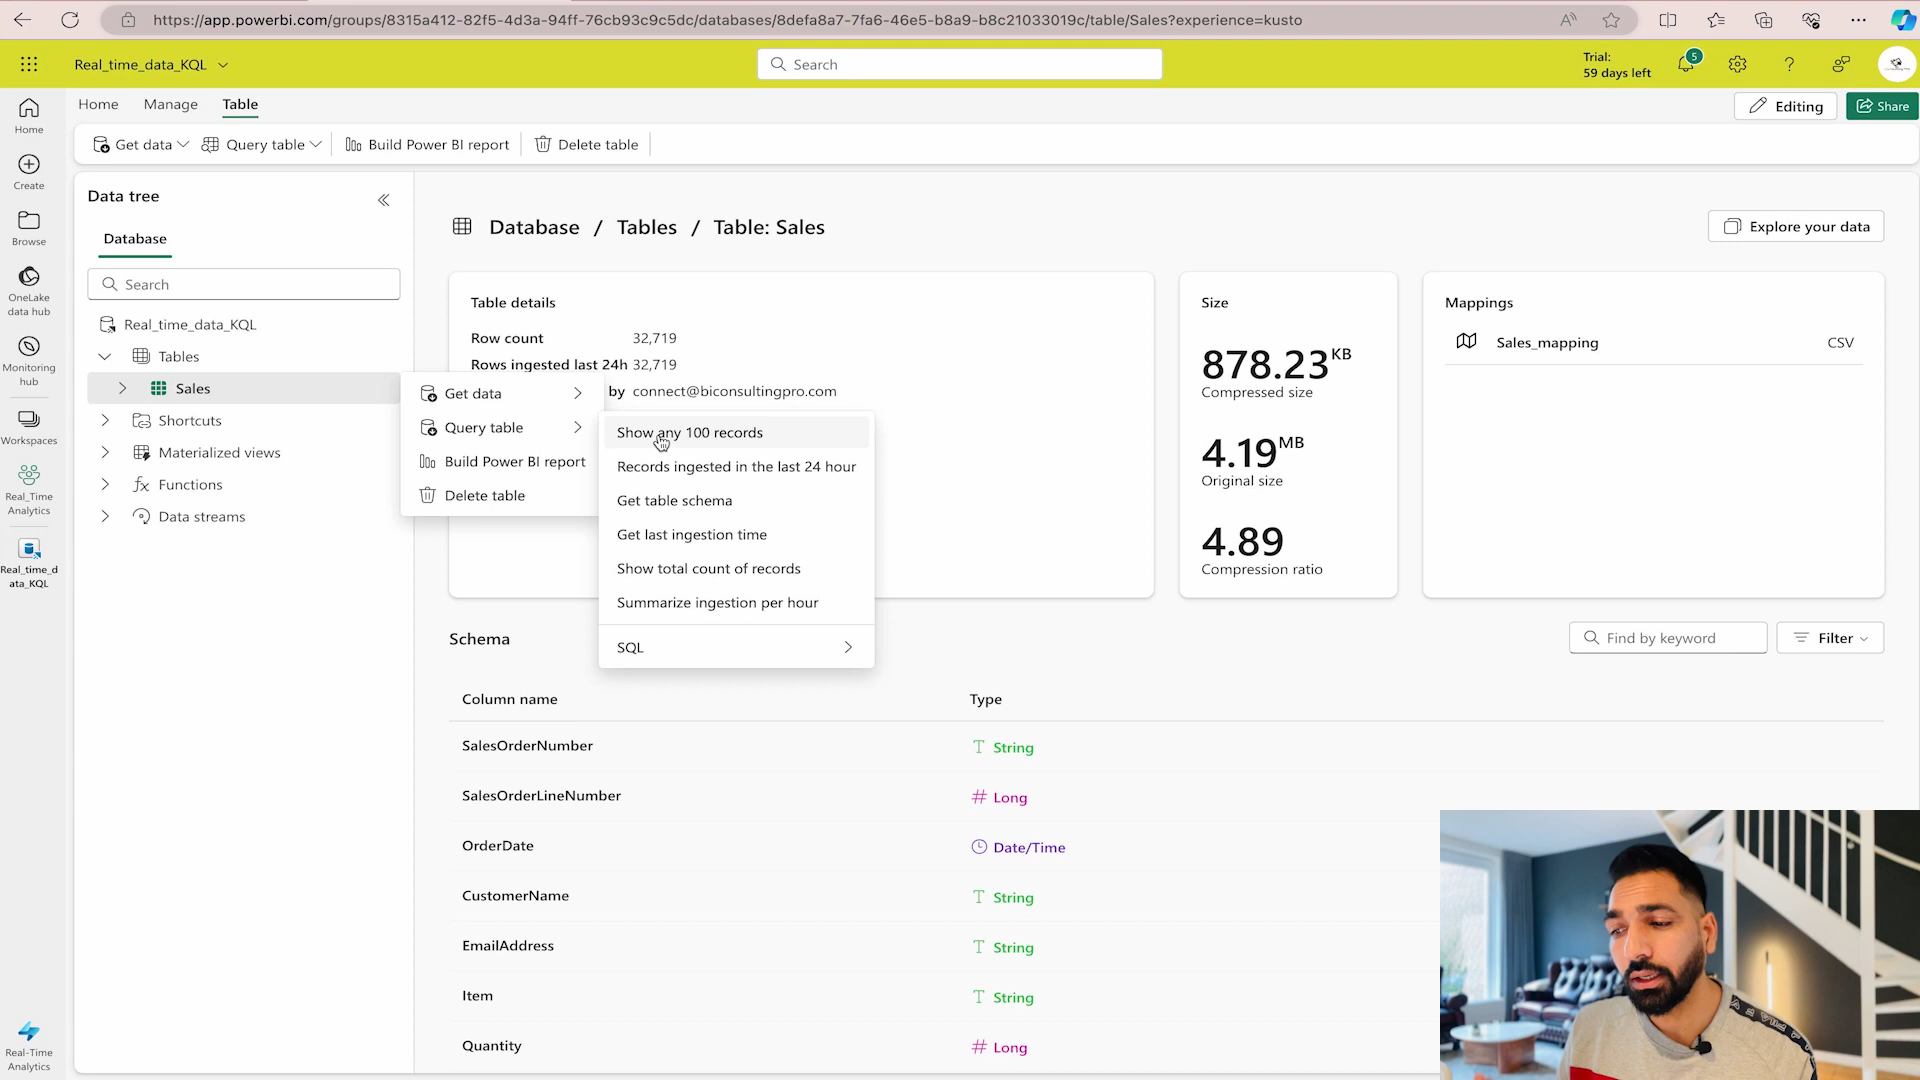 https://app.powerbi.com/groups/8315a412-82f5-4d3a-94ff-76cb93c9c5dc/databases/8defa8a7-7fa6-46e5-b8a9-b8c21033019c/table/Sales?experience=kusto
Real_time_data_KQL
Search
Trial:
59 days left
5
Home
Manage
Table
Editing
Share
Get data
Query table
Build Power BI report
Delete table
Home
Create
Browse
OneLake
data hub
Monitoring
hub
Workspaces
Real_Time
Analytics
Real_time_d
ata_KQL
Real-Time
Analytics
Data tree
Database
Search
Real_time_data_KQL
Tables
Sales
Shortcuts
Materialized views
Functions
Data streams
Get data
Query table
Build Power BI report
Delete table
Show any 100 records
Records ingested in the last 24 hour
Get table schema
Get last ingestion time
Show total count of records
Summarize ingestion per hour
SQL
Database / Tables / Table: Sales
Explore your data
Table details
Row count 32,719
Rows ingested last 24h 32,719
by connect@biconsultingpro.com
Size
878.23 KB
Compressed size
4.19 MB
Original size
4.89
Compression ratio
Mappings
Sales_mapping CSV
Schema
Find by keyword
Filter
Column name Type
SalesOrderNumber String
SalesOrderLineNumber Long
OrderDate Date/Time
CustomerName String
EmailAddress String
Item String
Quantity Long